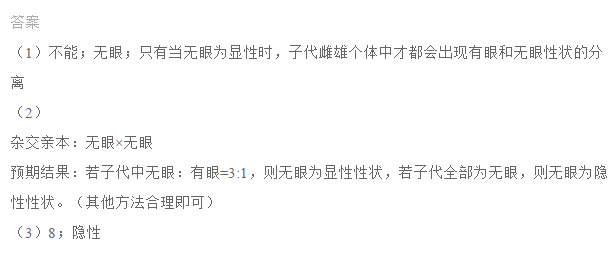 答案
（1）不能；无眼；只有当无眼为显性时，子代雌雄个体中才都会出现有眼和无眼性状的分
离
（2）
杂交亲本：无眼×无眼
预期结果：若子代中无眼：有眼=3:1，则无眼为显性性状，若子代全部为无眼，则无眼为隐
性性状。（其他方法合理即可）
（3）8；隐性